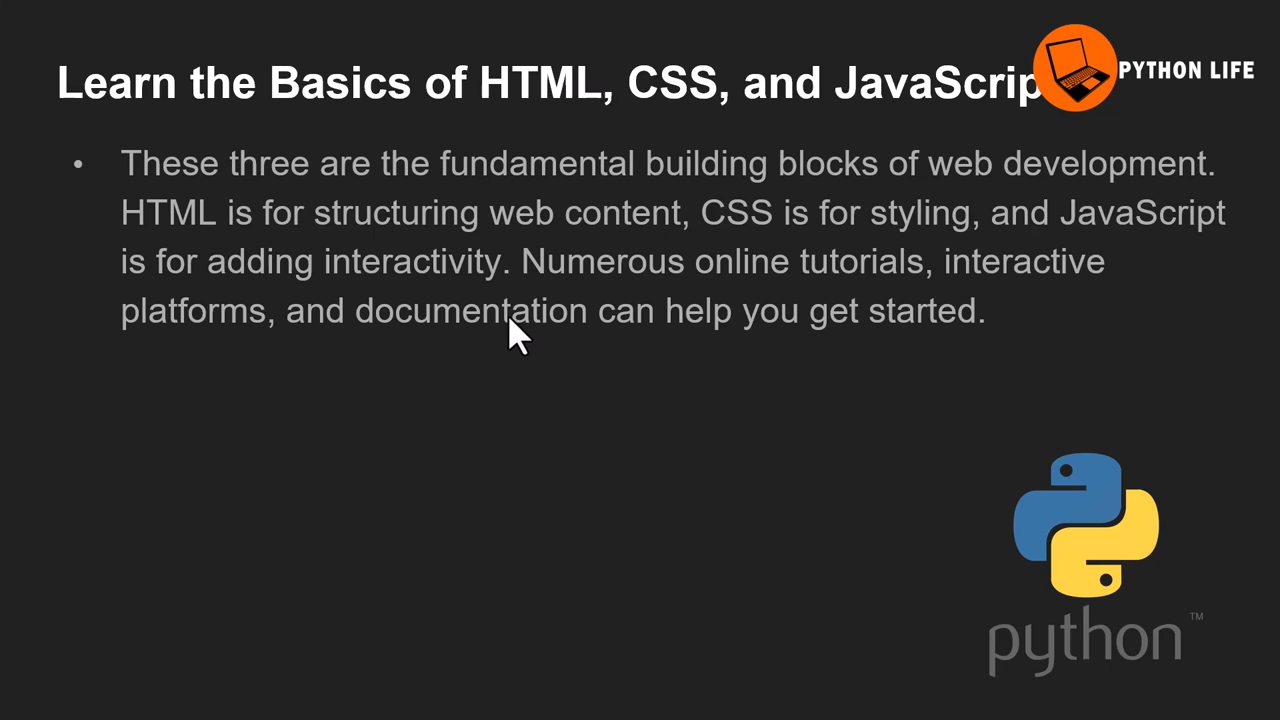 Learn the Basics of HTML, CSS, and JavaScrip
PYTHON LIFE
• These three are the fundamental building blocks of web development.
HTML is for structuring web content, CSS is for styling, and JavaScript
is for adding interactivity. Numerous online tutorials, interactive
platforms, and documentation can help you get started.
python™